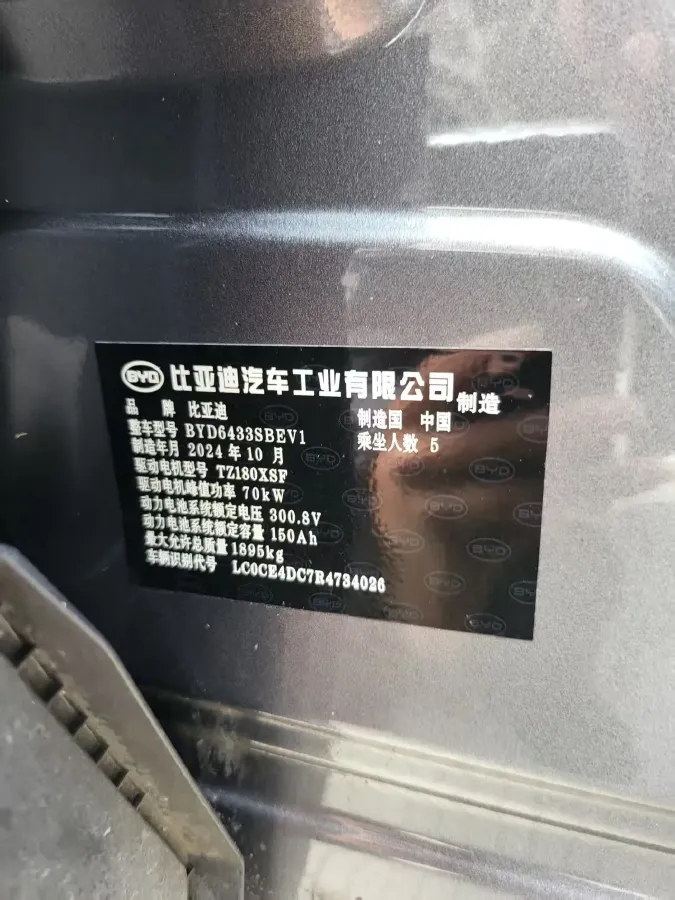 BYD 比亚迪汽车工业有限公司 制造
品 牌 比亚迪
制造国 中国
整车型号 BYD6433SBEV1
乘坐人数 5
制造年月 2024 年 10 月
驱动电机型号 TZ180XSF
驱动电机峰值功率 70kW
动力电池系统额定电压 300.8V
动力电池系统额定容量 150Ah
最大允许总质量 1895kg
车辆识别代号 LC0CE4DC7R4734026